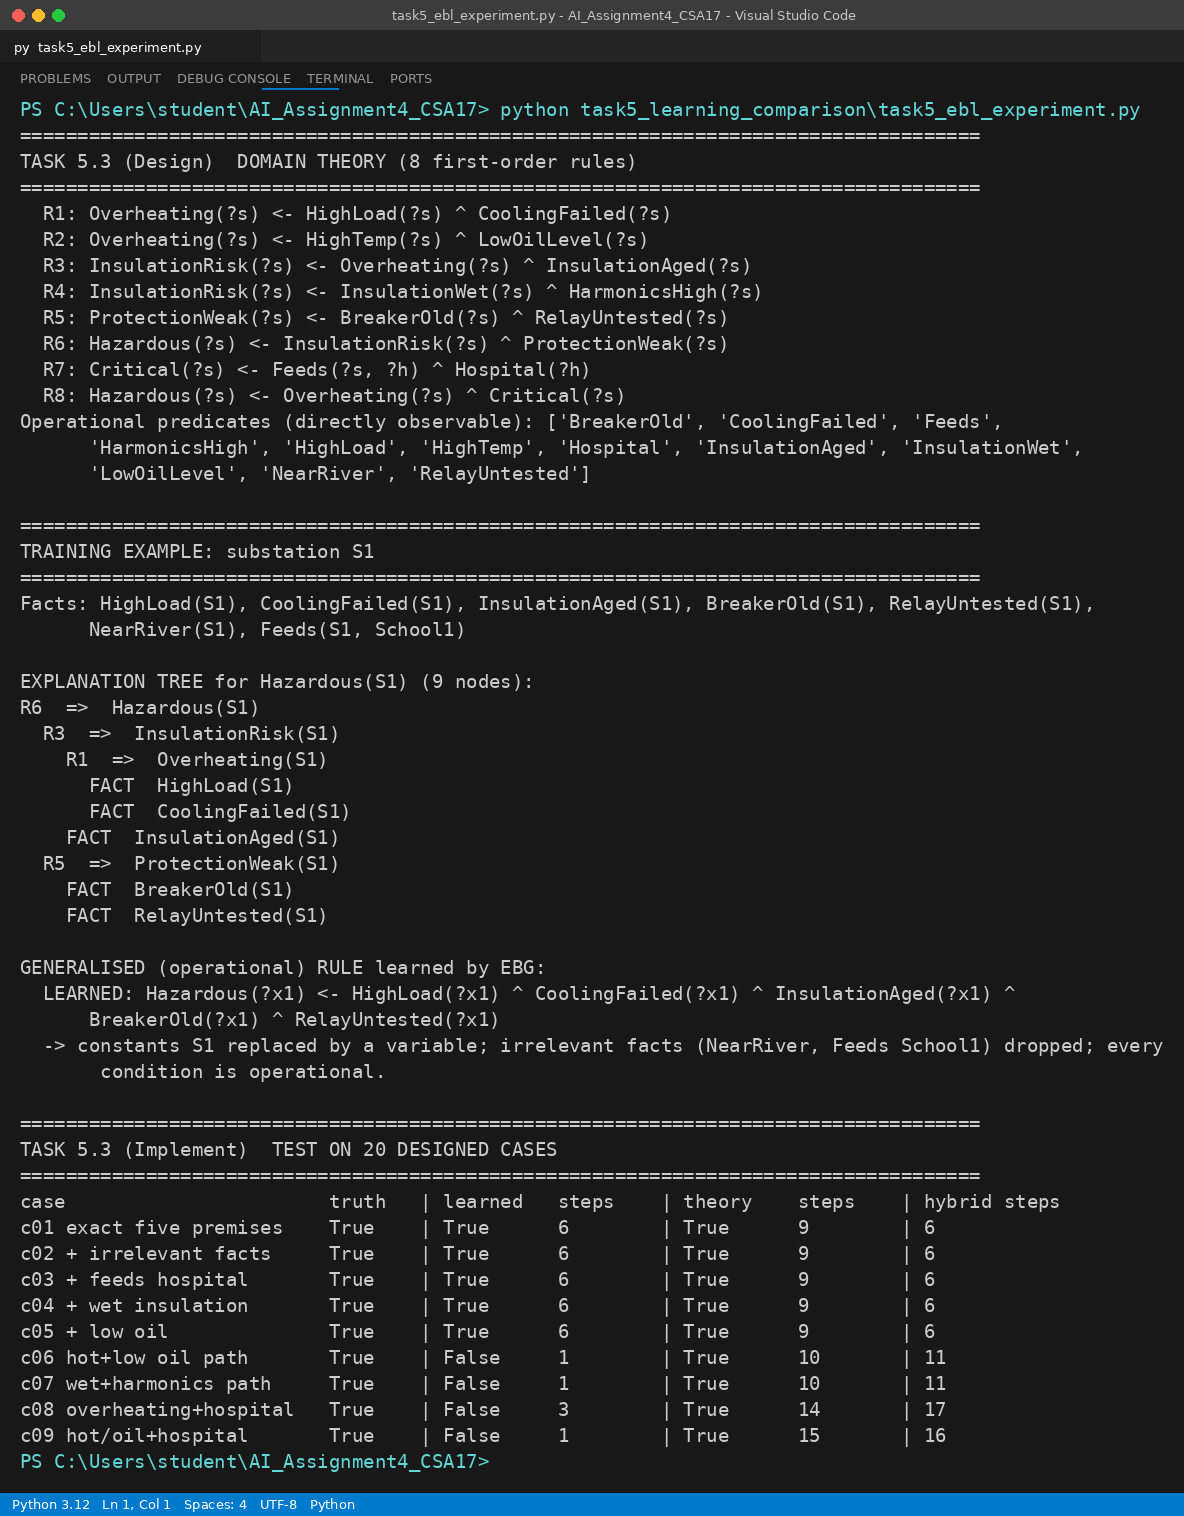 task5_ebl_experiment.py - AI_Assignment4_CSA17 - Visual Studio Code
py  task5_ebl_experiment.py
PROBLEMS  OUTPUT  DEBUG CONSOLE  TERMINAL  PORTS
PS C:\Users\student\AI_Assignment4_CSA17> python task5_learning_comparison\task5_ebl_experiment.py
====================================================================================
TASK 5.3 (Design)  DOMAIN THEORY (8 first-order rules)
====================================================================================
  R1: Overheating(?s) <- HighLoad(?s) ^ CoolingFailed(?s)
  R2: Overheating(?s) <- HighTemp(?s) ^ LowOilLevel(?s)
  R3: InsulationRisk(?s) <- Overheating(?s) ^ InsulationAged(?s)
  R4: InsulationRisk(?s) <- InsulationWet(?s) ^ HarmonicsHigh(?s)
  R5: ProtectionWeak(?s) <- BreakerOld(?s) ^ RelayUntested(?s)
  R6: Hazardous(?s) <- InsulationRisk(?s) ^ ProtectionWeak(?s)
  R7: Critical(?s) <- Feeds(?s, ?h) ^ Hospital(?h)
  R8: Hazardous(?s) <- Overheating(?s) ^ Critical(?s)
Operational predicates (directly observable): ['BreakerOld', 'CoolingFailed', 'Feeds',
      'HarmonicsHigh', 'HighLoad', 'HighTemp', 'Hospital', 'InsulationAged', 'InsulationWet',
      'LowOilLevel', 'NearRiver', 'RelayUntested']
====================================================================================
TRAINING EXAMPLE: substation S1
====================================================================================
Facts: HighLoad(S1), CoolingFailed(S1), InsulationAged(S1), BreakerOld(S1), RelayUntested(S1),
      NearRiver(S1), Feeds(S1, School1)
EXPLANATION TREE for Hazardous(S1) (9 nodes):
R6  =>  Hazardous(S1)
  R3  =>  InsulationRisk(S1)
    R1  =>  Overheating(S1)
      FACT  HighLoad(S1)
      FACT  CoolingFailed(S1)
    FACT  InsulationAged(S1)
  R5  =>  ProtectionWeak(S1)
    FACT  BreakerOld(S1)
    FACT  RelayUntested(S1)
GENERALISED (operational) RULE learned by EBG:
  LEARNED: Hazardous(?x1) <- HighLoad(?x1) ^ CoolingFailed(?x1) ^ InsulationAged(?x1) ^
      BreakerOld(?x1) ^ RelayUntested(?x1)
  -> constants S1 replaced by a variable; irrelevant facts (NearRiver, Feeds School1) dropped; every
       condition is operational.
====================================================================================
TASK 5.3 (Implement)  TEST ON 20 DESIGNED CASES
====================================================================================
case                       truth   | learned   steps    | theory    steps    | hybrid steps
c01 exact five premises    True    | True      6        | True      9        | 6
c02 + irrelevant facts     True    | True      6        | True      9        | 6
c03 + feeds hospital       True    | True      6        | True      9        | 6
c04 + wet insulation       True    | True      6        | True      9        | 6
c05 + low oil              True    | True      6        | True      9        | 6
c06 hot+low oil path       True    | False     1        | True      10       | 11
c07 wet+harmonics path     True    | False     1        | True      10       | 11
c08 overheating+hospital   True    | False     3        | True      14       | 17
c09 hot/oil+hospital       True    | False     1        | True      15       | 16
PS C:\Users\student\AI_Assignment4_CSA17>
Python 3.12   Ln 1, Col 1   Spaces: 4   UTF-8   Python